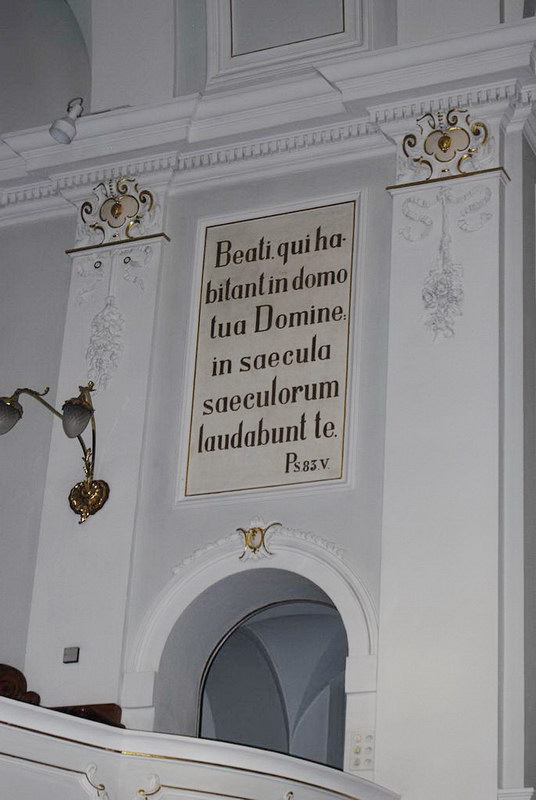 Beati. qui ha-
bitant in domo
tua Domine:
in saecula
saeculorum
laudabunt te.
Ps. 83. V.